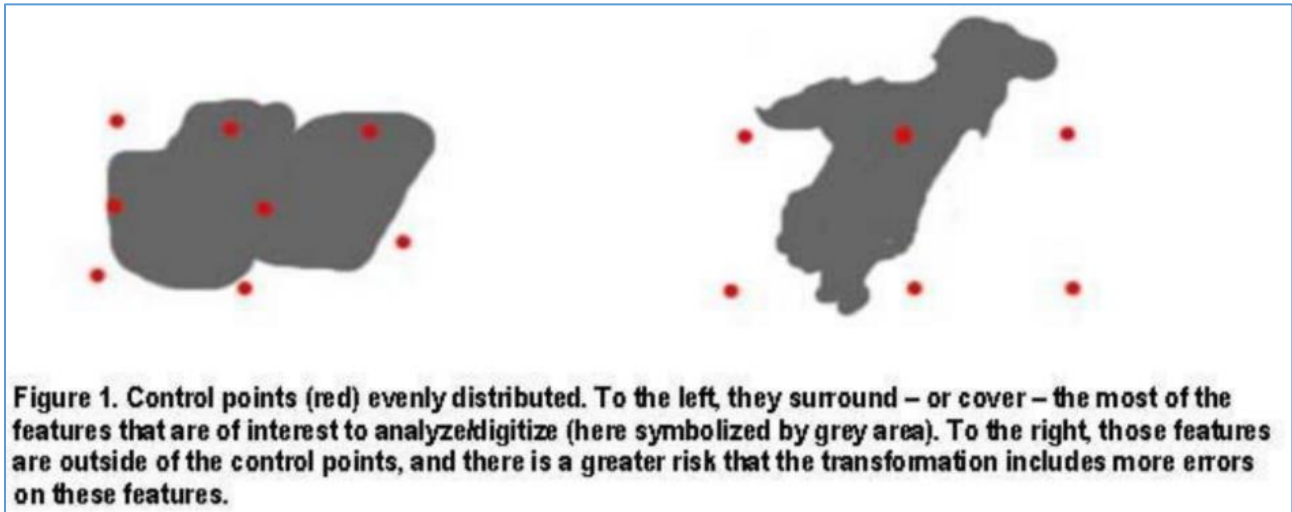 Figure 1. Control points (red) evenly distributed. To the left, they surround – or cover – the most of the
features that are of interest to analyze/digitize (here symbolized by grey area). To the right, those features
are outside of the control points, and there is a greater risk that the transformation includes more errors
on these features.